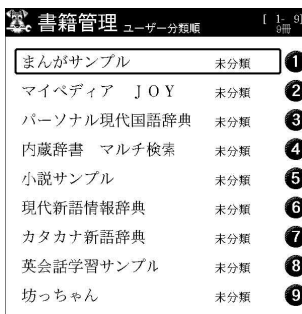 書籍管理 ユーザー分類順 [ 1- 9]
9冊
まんがサンプル 未分類 1
マイペディア JOY 未分類 2
パーソナル現代国語辞典 未分類 3
内蔵辞書 マルチ検索 未分類 4
小説サンプル 未分類 5
現代新語情報辞典 未分類 6
カタカナ新語辞典 未分類 7
英会話学習サンプル 未分類 8
坊っちゃん 未分類 9